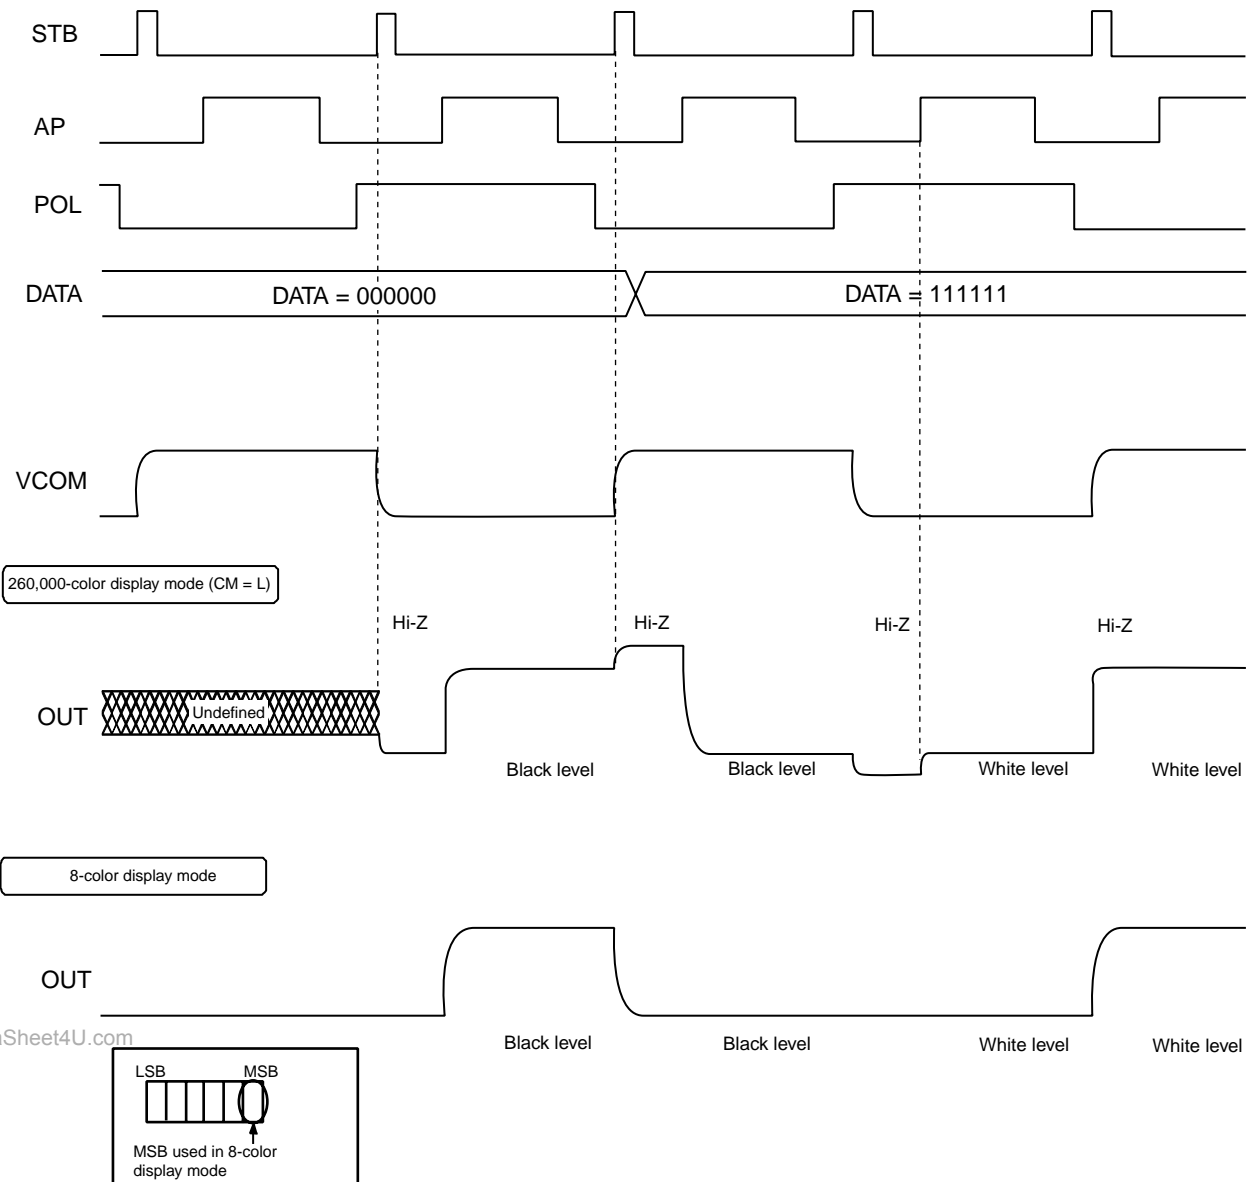 STB
AP
POL
DATA
DATA = 000000
DATA = 111111
VCOM
260,000-color display mode (CM = L)
Hi-Z
Hi-Z
Hi-Z
Hi-Z
OUT
Undefined
Black level
Black level
White level
White level
8-color display mode
OUT
aSheet4U.com
Black level
Black level
White level
White level
LSB
MSB
MSB used in 8-color
display mode